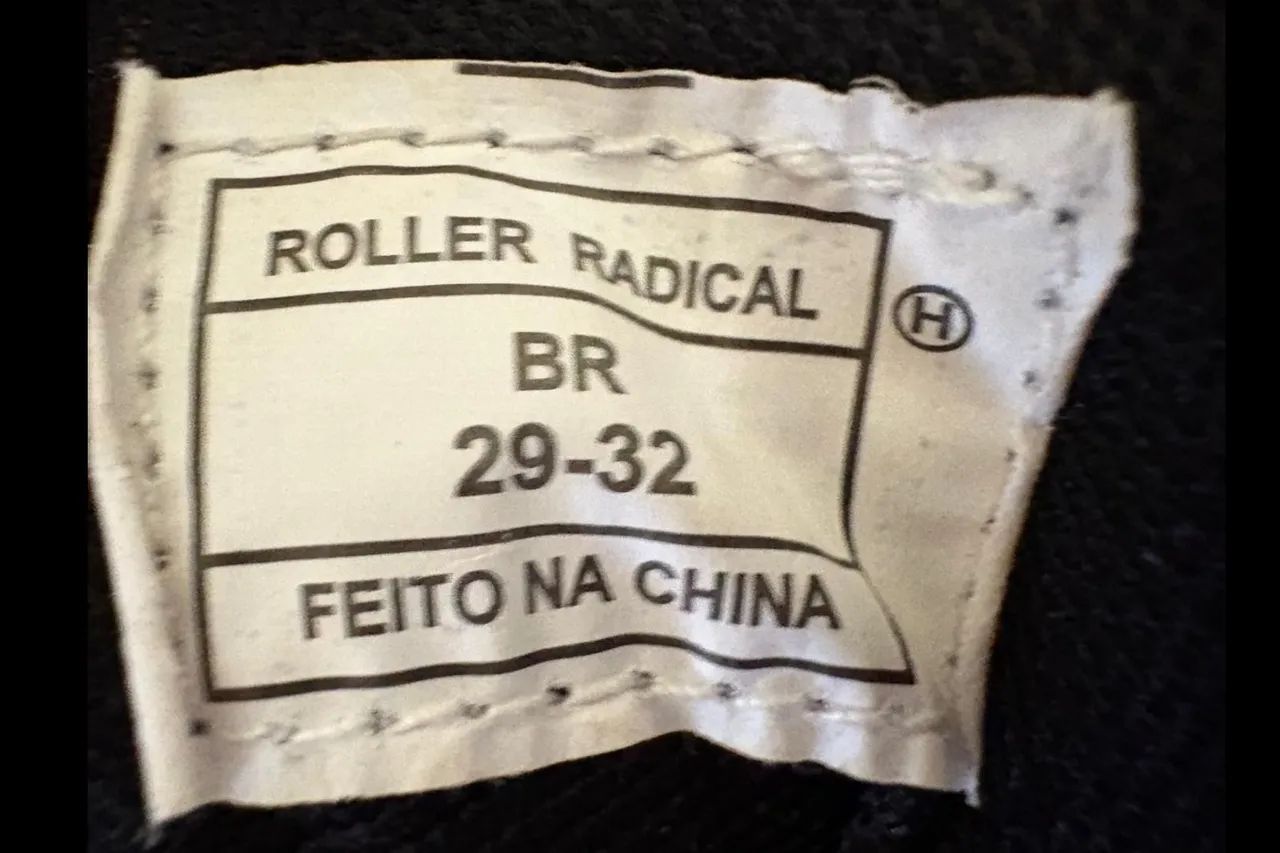 ROLLER RADICAL
H
BR
29-32
FEITO NA CHINA